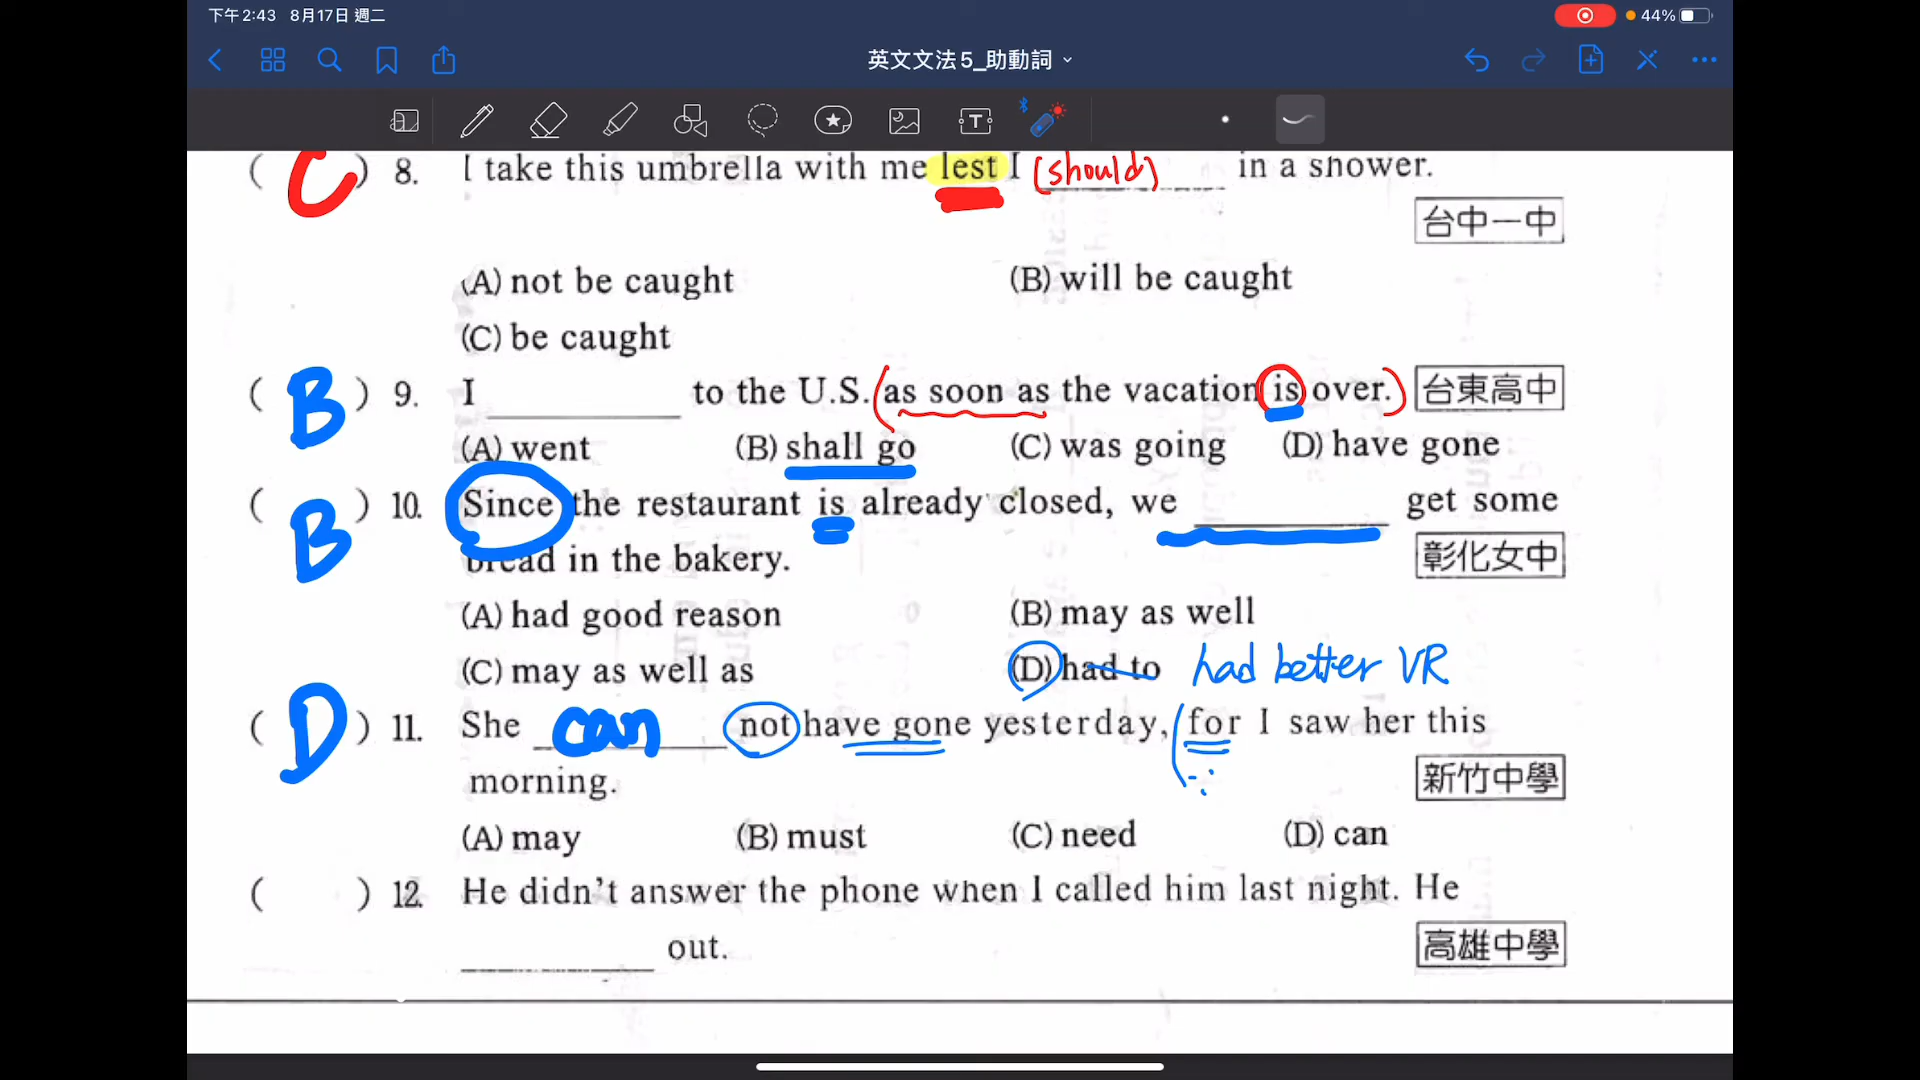 下午2:43 8月17日 週二 44%
英文文法5_助動詞
( C ) 8. I take this umbrella with me lest I (should) in a shower.
台中一中
(A) not be caught (B) will be caught
(C) be caught
( B ) 9. I ________ to the U.S. (as soon as the vacation is over.) 台東高中
(A) went (B) shall go (C) was going (D) have gone
( B ) 10. Since the restaurant is already closed, we ________ get some
bread in the bakery. 彰化女中
(A) had good reason (B) may as well
(C) may as well as (D) had to had better VR
( D ) 11. She can not have gone yesterday, (for I saw her this
∵
morning. 新竹中學
(A) may (B) must (C) need (D) can
( ) 12. He didn't answer the phone when I called him last night. He
________ out. 高雄中學